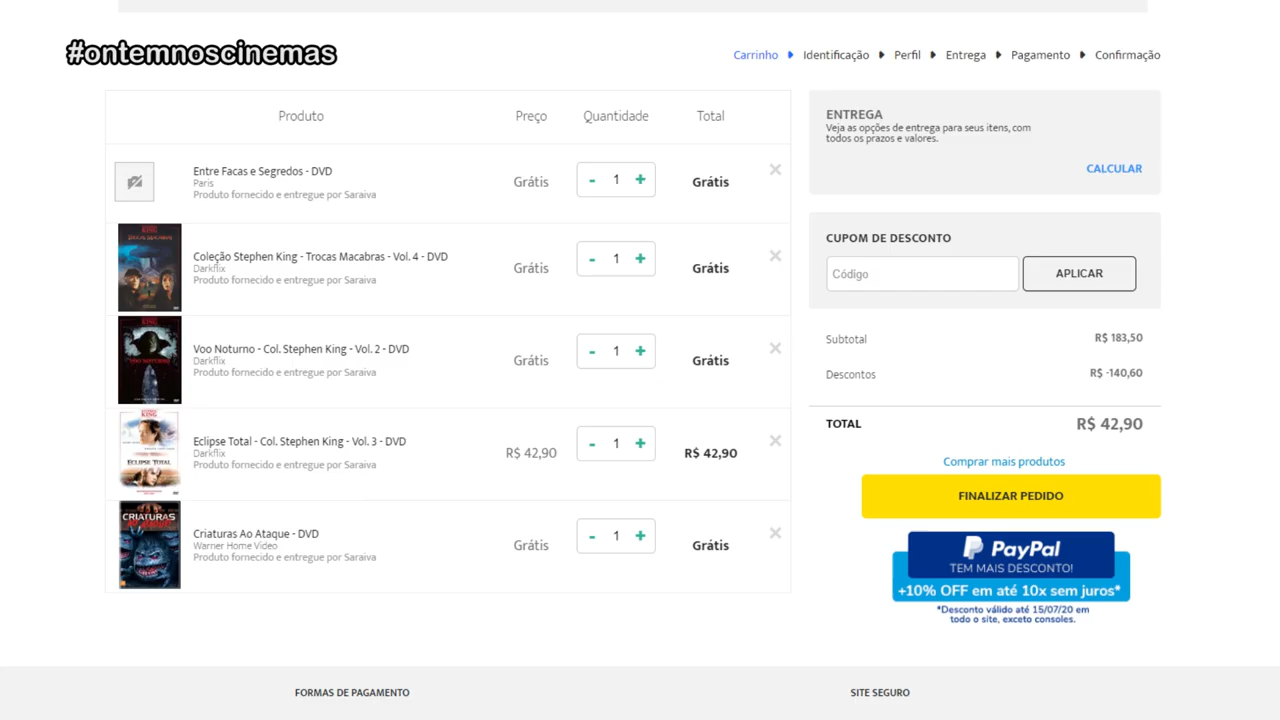 #ontemnoscinemas
Carrinho Identificação Perfil Entrega Pagamento Confirmação
Produto Preço Quantidade Total
Entre Facas e Segredos - DVD
Paris
Produto fornecido e entregue por Saraiva
Grátis - 1 + Grátis
Coleção Stephen King - Trocas Macabras - Vol. 4 - DVD
Darkflix
Produto fornecido e entregue por Saraiva
Grátis - 1 + Grátis
Voo Noturno - Col. Stephen King - Vol. 2 - DVD
Darkflix
Produto fornecido e entregue por Saraiva
Grátis - 1 + Grátis
ECLIPSE TOTAL
Eclipse Total - Col. Stephen King - Vol. 3 - DVD
Darkflix
Produto fornecido e entregue por Saraiva
R$ 42,90 - 1 + R$ 42,90
CRIATURAS
Criaturas Ao Ataque - DVD
Warner Home Video
Produto fornecido e entregue por Saraiva
Grátis - 1 + Grátis
ENTREGA
Veja as opções de entrega para seus itens, com
todos os prazos e valores.
CALCULAR
CUPOM DE DESCONTO
Código APLICAR
Subtotal R$ 183,50
Descontos R$ -140,60
TOTAL R$ 42,90
Comprar mais produtos
FINALIZAR PEDIDO
PayPal
TEM MAIS DESCONTO!
+10% OFF em até 10x sem juros*
*Desconto válido até 15/07/20 em
todo o site, exceto consoles.
FORMAS DE PAGAMENTO SITE SEGURO